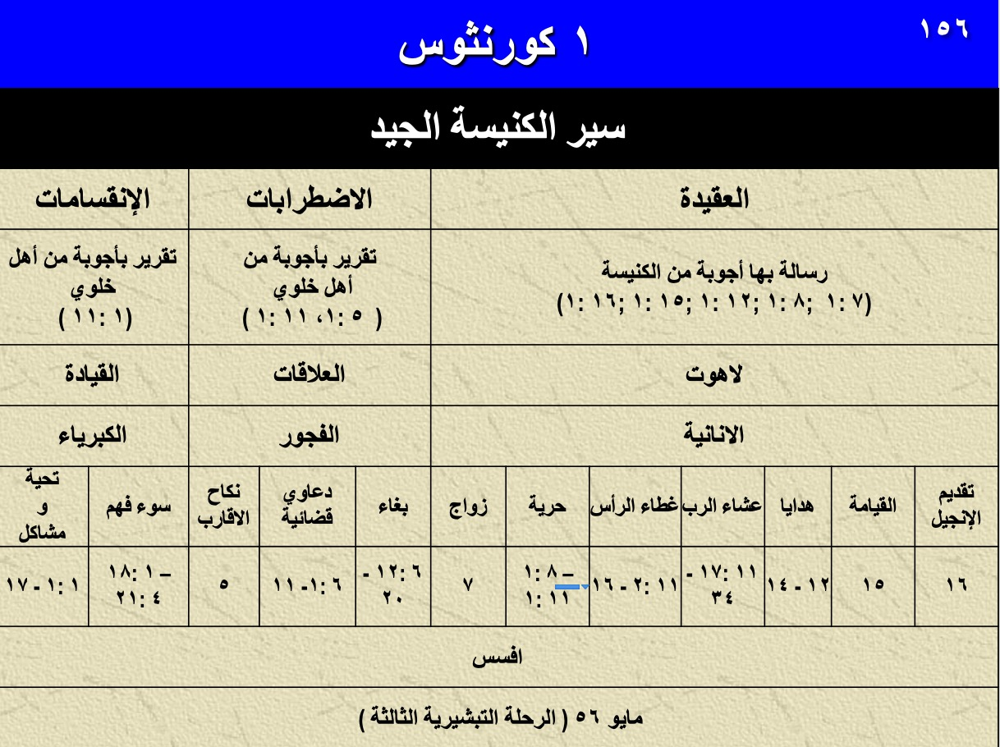 ١٥٦
١ كورنثوس
سير الكنيسة الجيد
العقيدة
الاضطرابات
الإنقسامات
رسالة بها أجوبة من الكنيسة
(٧ :١ ;٨ :١ ;١٢ :١ ;١٥ :١ ;١٦ :١)
تقرير بأجوبة من
أهل خلوي
( ٥ :١، ١١ :١ )
تقرير بأجوبة من أهل
خلوي
(١ :١١ )
لاهوت
العلاقات
القيادة
الانانية
الفجور
الكبرياء
تقديم
الإنجيل
القيامة
هدايا
عشاء الرب
غطاء الرأس
حرية
زواج
بغاء
دعاوي
قضائية
نكاح
الاقارب
سوء فهم
تحية
و
مشاكل
١٦
١٥
١٢ - ١٤
١١ :١٧ -
٣٤
١١ :٢ - ١٦
٨ :١ –
١١ :١
٧
٦ :١٢ -
٢٠
٦ :١- ١١
٥
١ :١٨ –
٤ :٢١
١ :١ - ١٧
افسس
مايو ٥٦ ( الرحلة التبشيرية الثالثة )